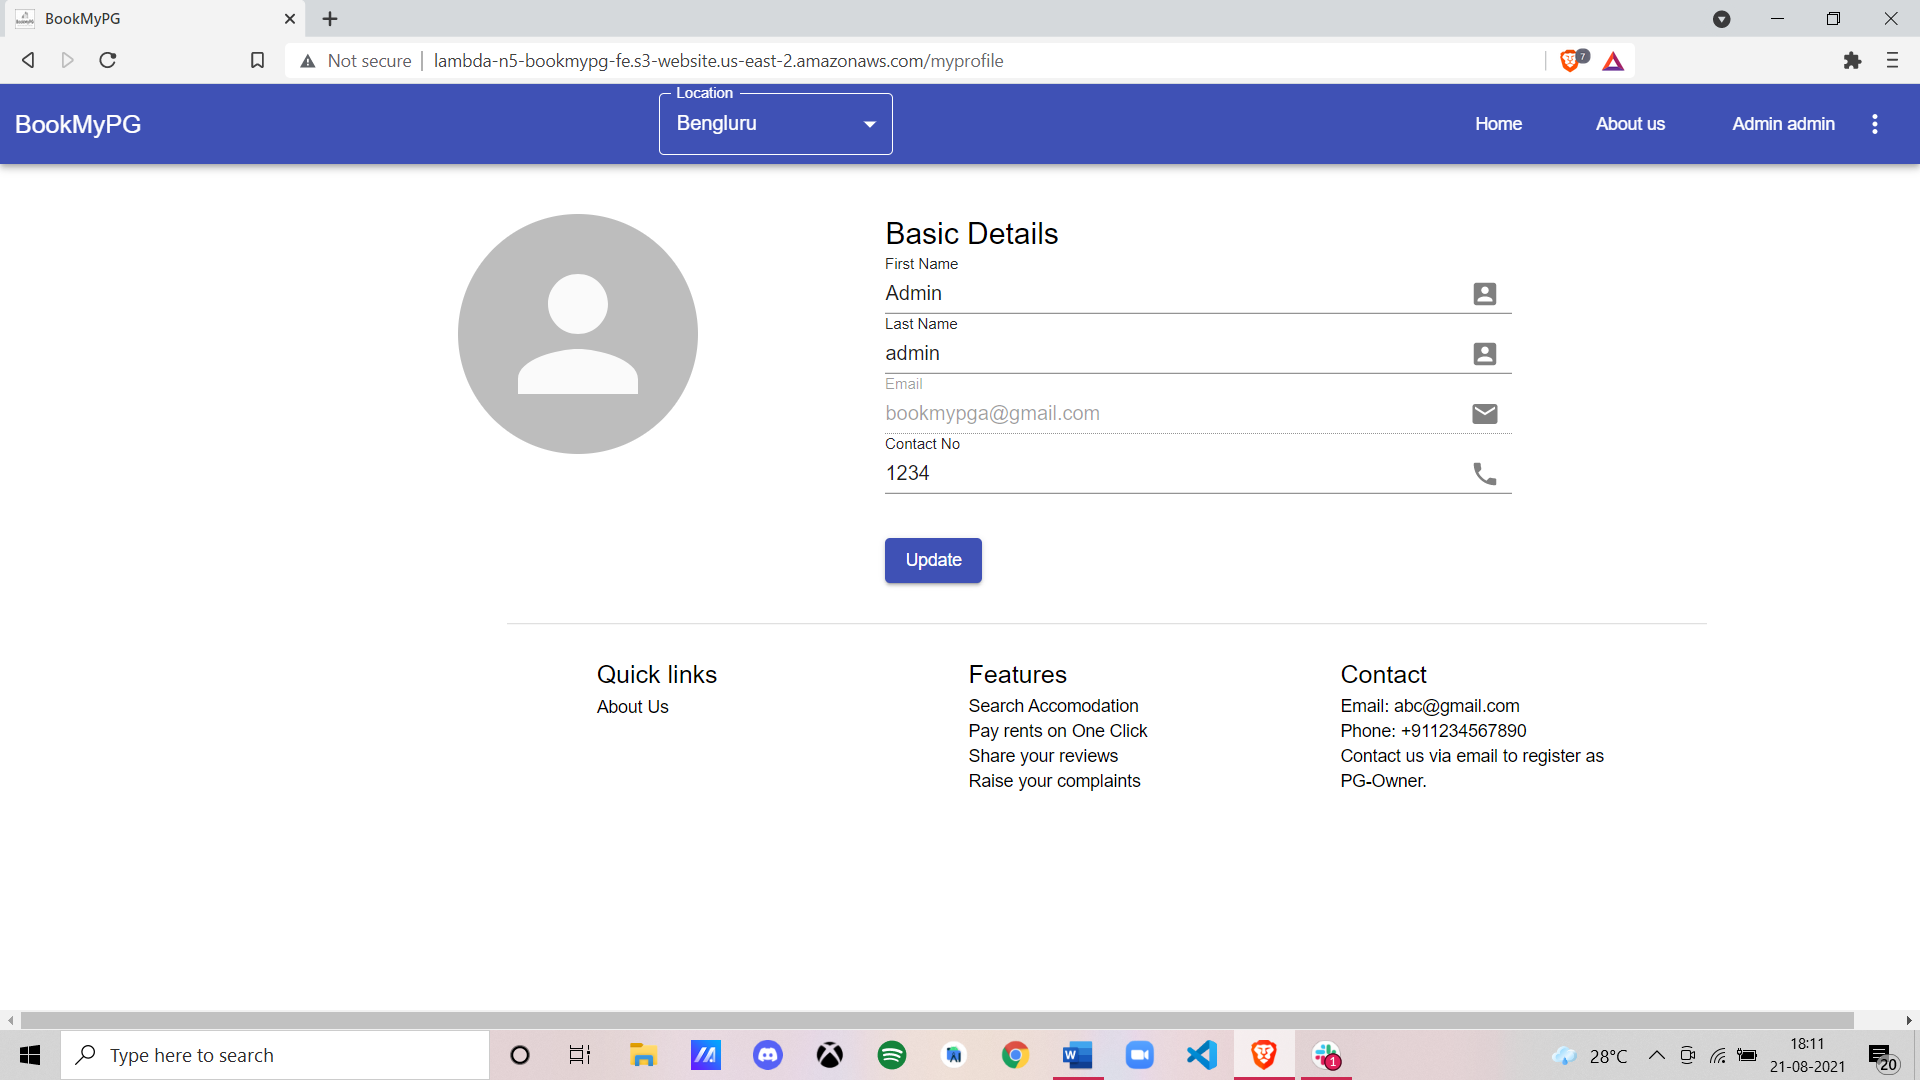 BookMyPG
Not secure
lambda-n5-bookmypg-fe.s3-website.us-east-2.amazonaws.com/myprofile
7
BookMyPG
Location
Bengluru
Home
About us
Admin admin
Basic Details
First Name
Admin
Last Name
admin
Email
bookmypga@gmail.com
Contact No
1234
Update
Quick links
About Us
Features
Search Accomodation
Pay rents on One Click
Share your reviews
Raise your complaints
Contact
Email: abc@gmail.com
Phone: +911234567890
Contact us via email to register as
PG-Owner.
Type here to search
W
1
28°C
18:11
21-08-2021
20